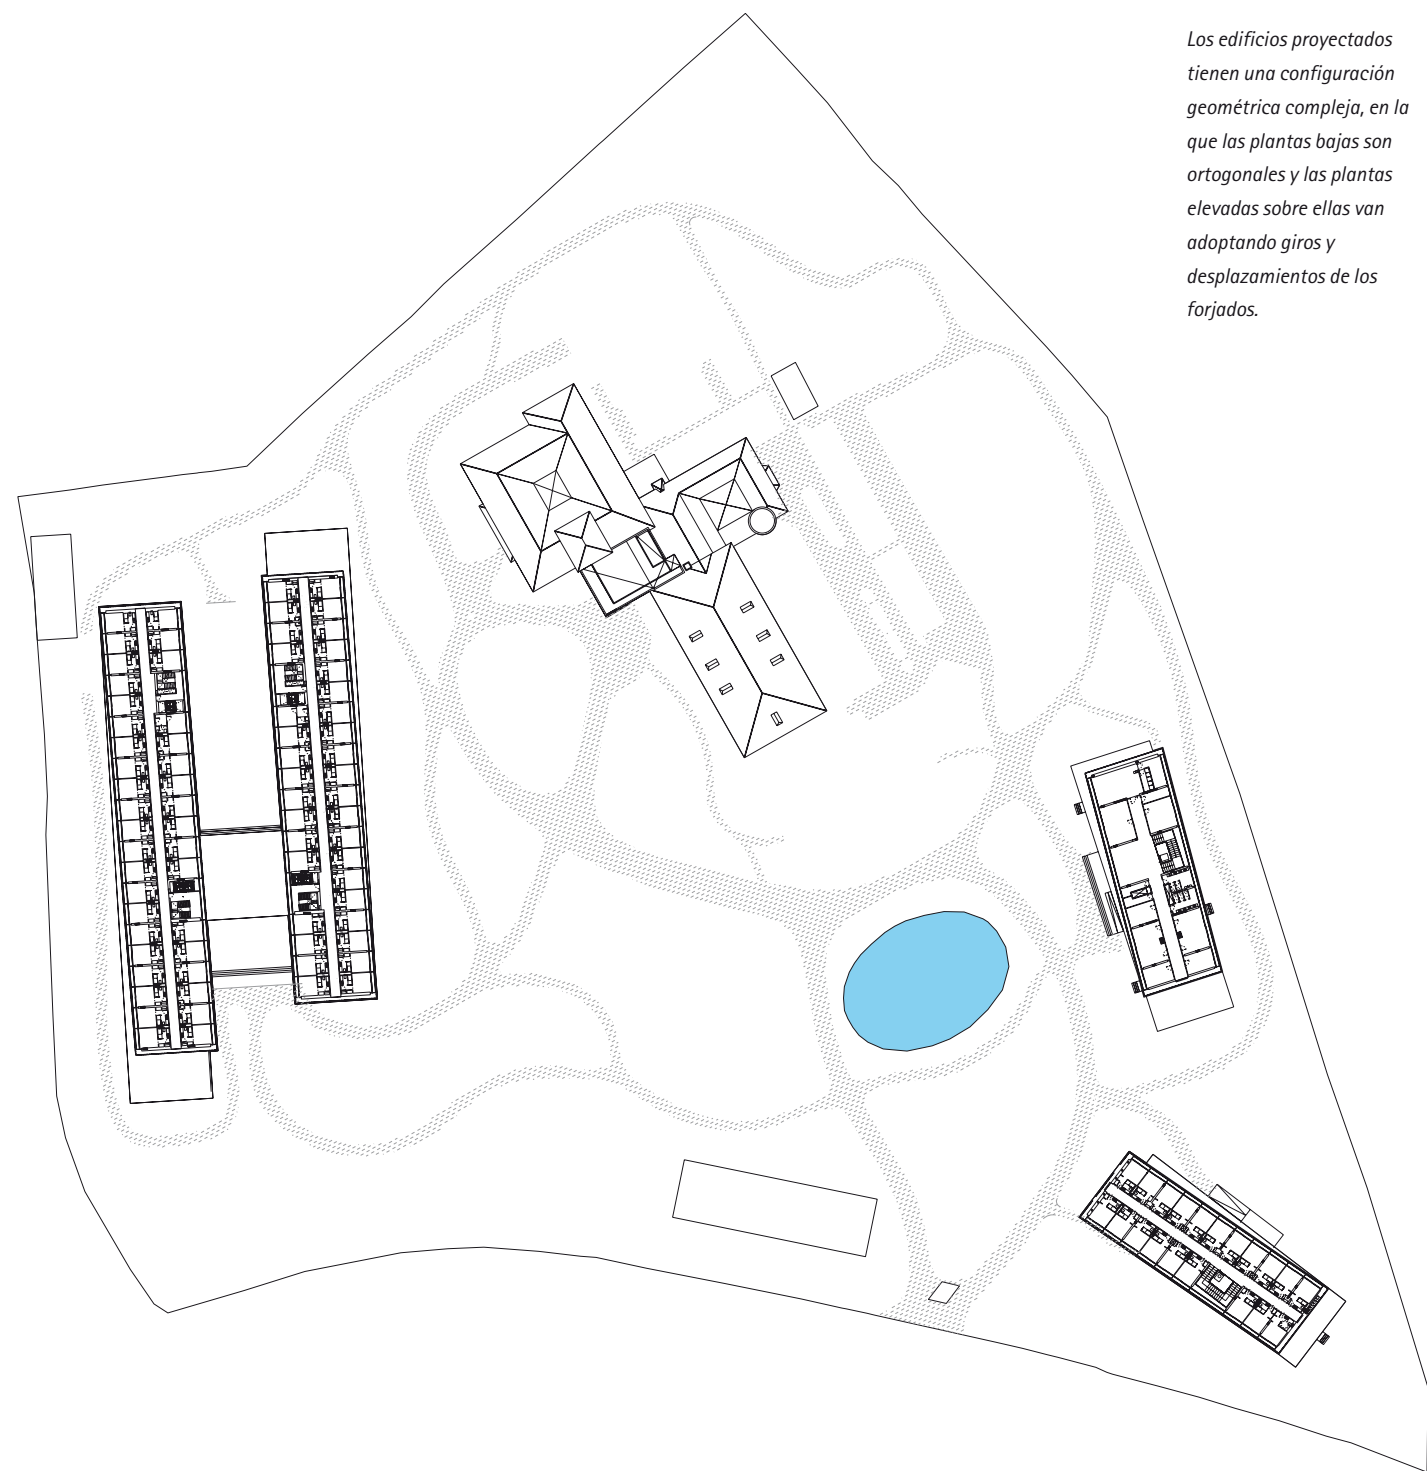 Los edificios proyectados
tienen una configuración
geométrica compleja, en la
que las plantas bajas son
ortogonales y las plantas
elevadas sobre ellas van
adoptando giros y
desplazamientos de los
forjados.